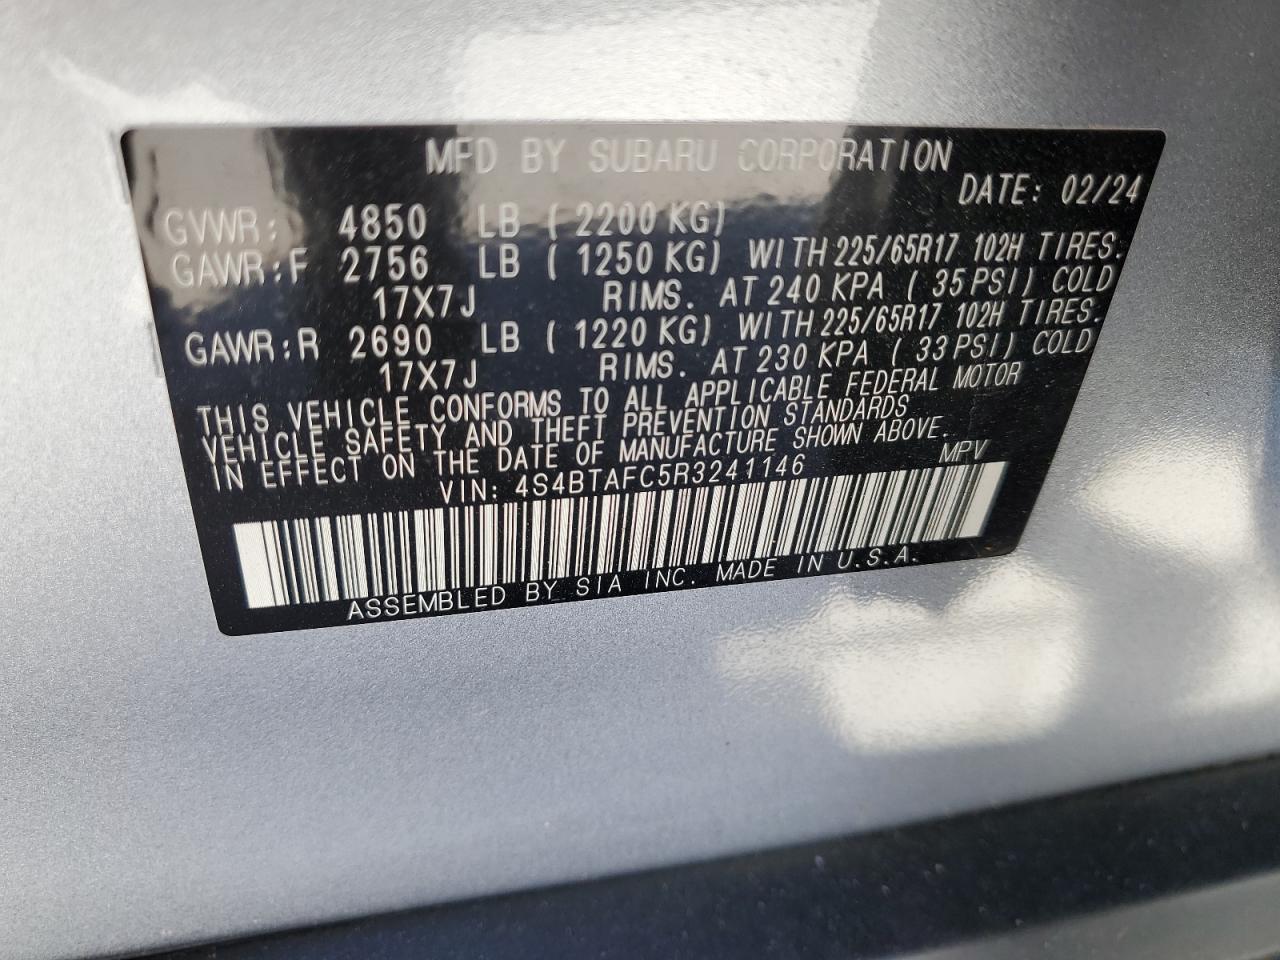 MFD BY SUBARU CORPORATION
DATE: 02/24
GVWR: 4850 LB ( 2200 KG)
GAWR:F 2756 LB ( 1250 KG) WITH 225/65R17 102H TIRES.
17X7J RIMS. AT 240 KPA ( 35 PSI) COLD
GAWR:R 2690 LB ( 1220 KG) WITH 225/65R17 102H TIRES.
17X7J RIMS. AT 230 KPA ( 33 PSI) COLD
THIS VEHICLE CONFORMS TO ALL APPLICABLE FEDERAL MOTOR
VEHICLE SAFETY AND THEFT PREVENTION STANDARDS
IN EFFECT ON THE DATE OF MANUFACTURE SHOWN ABOVE.
VIN: 4S4BTAFC5R3241146 MPV
ASSEMBLED BY SIA INC. MADE IN U.S.A.